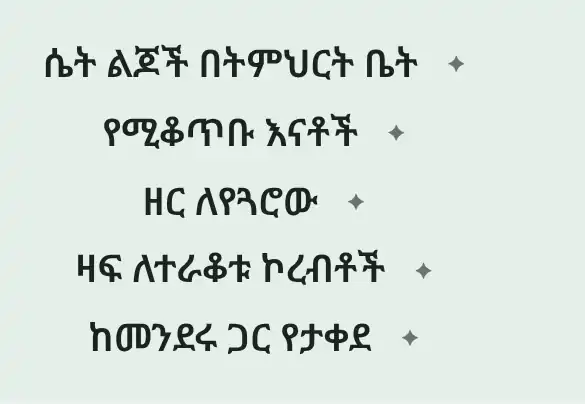 ሴት ልጆች በትምህርት ቤት ✦
የሚቆጥቡ እናቶች ✦
ዘር ለየጓሮው ✦
ዛፍ ለተራቆቱ ኮረብቶች ✦
ከመንደሩ ጋር የታቀደ ✦